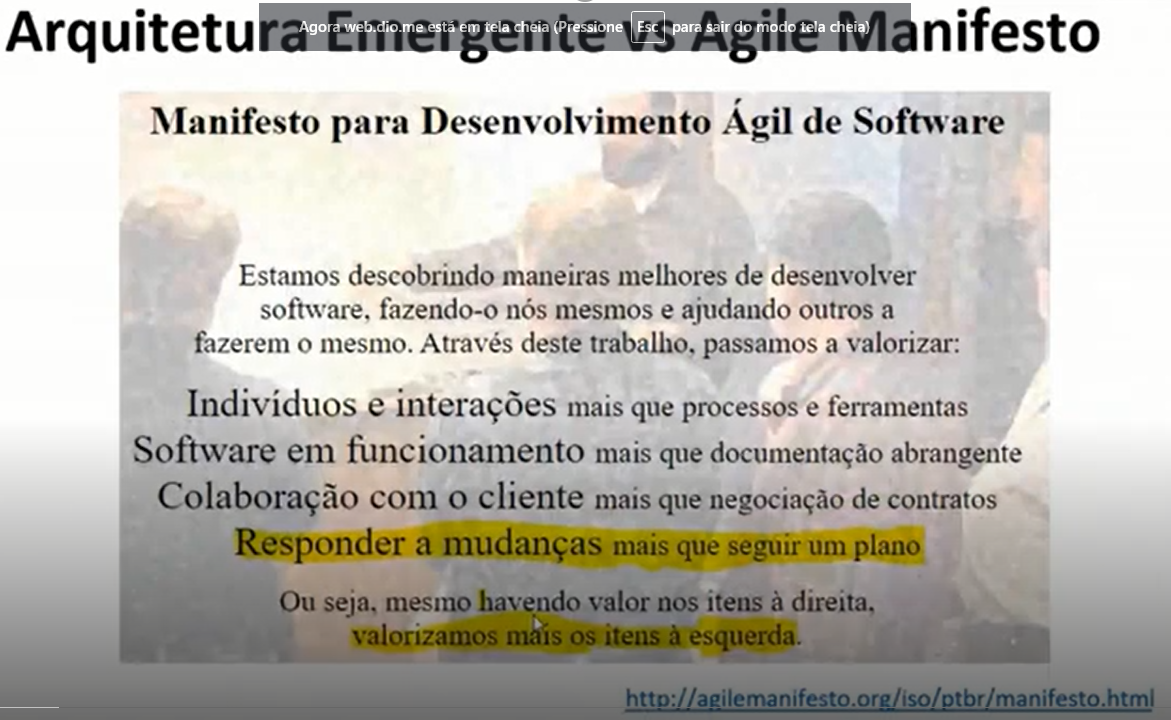 Arquitetura Emergente vs Agile Manifesto
Agora web.dio.me está em tela cheia (Pressione Esc para sair do modo tela cheia)
Manifesto para Desenvolvimento Ágil de Software
Estamos descobrindo maneiras melhores de desenvolver
software, fazendo-o nós mesmos e ajudando outros a
fazerem o mesmo. Através deste trabalho, passamos a valorizar:
Indivíduos e interações mais que processos e ferramentas
Software em funcionamento mais que documentação abrangente
Colaboração com o cliente mais que negociação de contratos
Responder a mudanças mais que seguir um plano
Ou seja, mesmo havendo valor nos itens à direita,
valorizamos mais os itens à esquerda.
http://agilemanifesto.org/iso/ptbr/manifesto.html